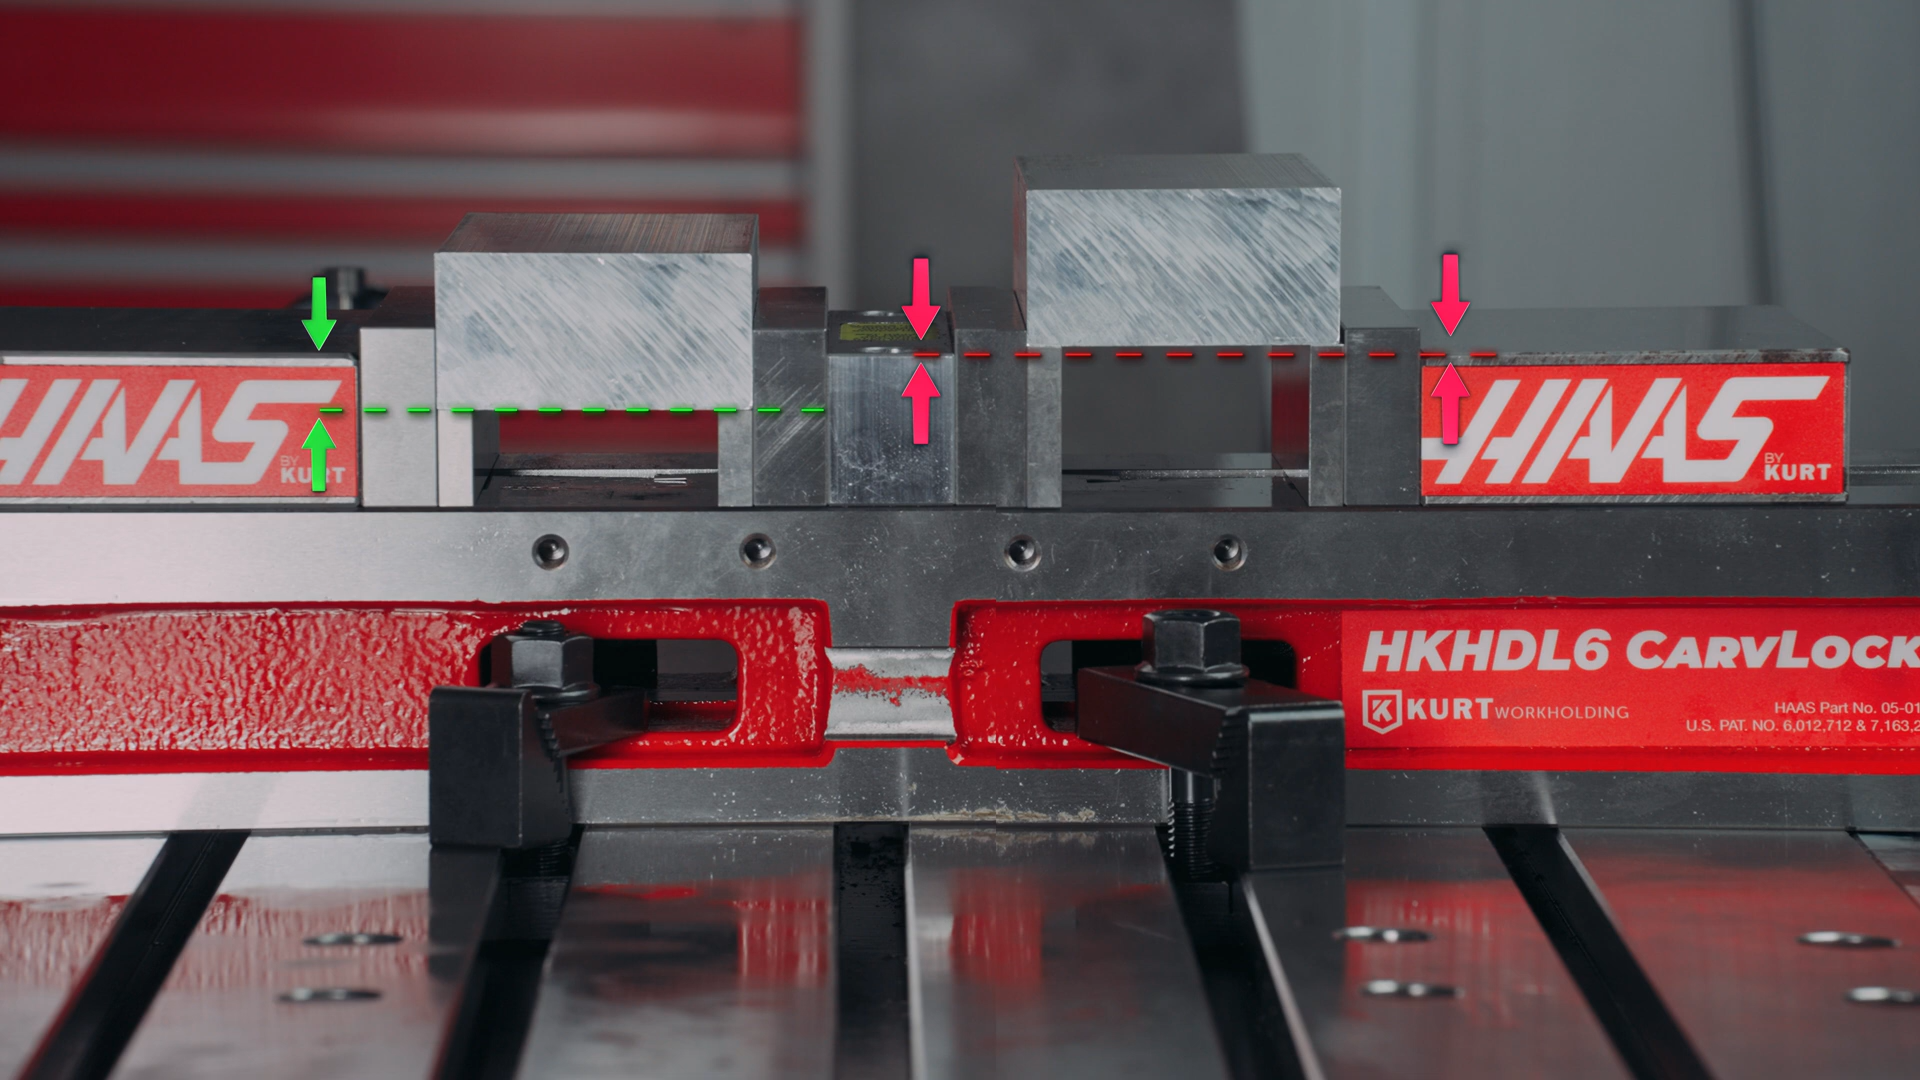 HAAS
BY
KURT
HAAS
BY
KURT
HKHDL6 CARVLOCK
KURT WORKHOLDING
HAAS Part No. 05-01
U.S. PAT. NO. 6,012,712 & 7,163,2